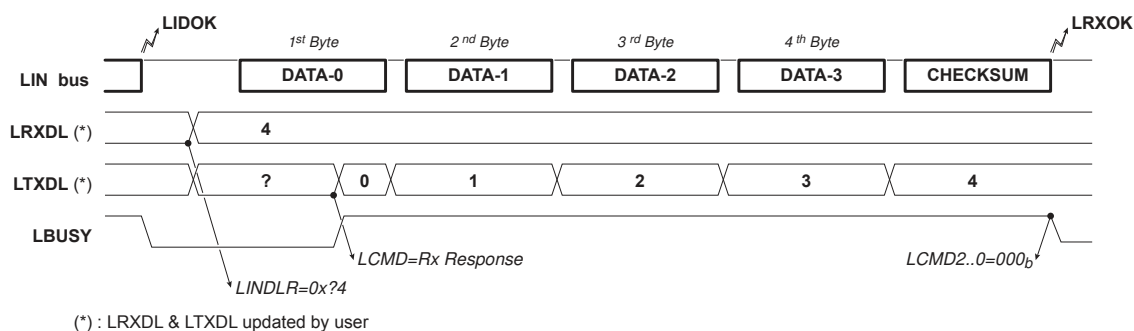 LIDOK
LRXOK
1st Byte 2nd Byte 3rd Byte 4th Byte
LIN bus DATA-0 DATA-1 DATA-2 DATA-3 CHECKSUM
LRXDL (*) 4
LTXDL (*) ? 0 1 2 3 4
LBUSY
LCMD=Rx Response
LCMD2..0=000b
LINDLR=0x?4
(*) : LRXDL & LTXDL updated by user